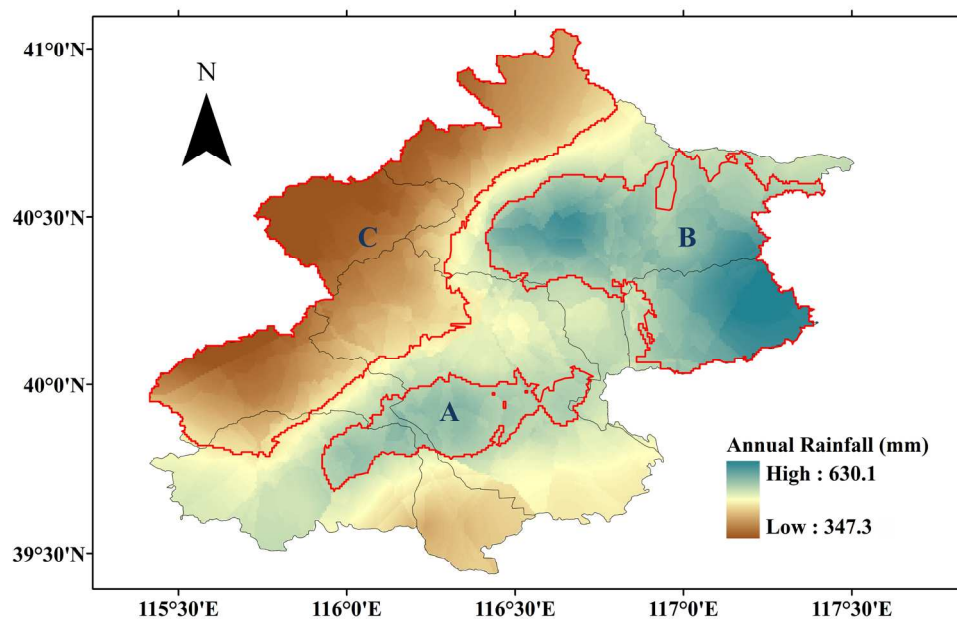 41°0'N
N
40°30'N
C
B
40°0'N
A
Annual Rainfall (mm)
High : 630.1
Low : 347.3
39°30'N
115°30'E
116°0'E
116°30'E
117°0'E
117°30'E